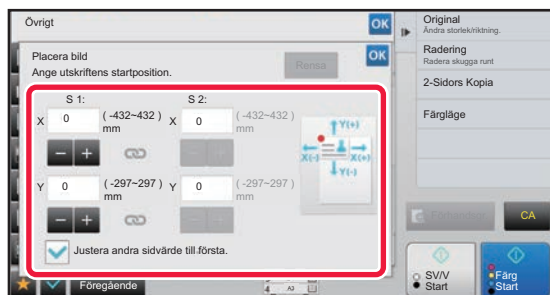 Övrigt
OK
Placera bild
Ange utskriftens startposition.
Rensa
OK
S 1:
S 2:
X 0 (-432~432) mm
X 0 (-432~432) mm
− +
− +
Y 0 (-297~297) mm
Y 0 (-297~297) mm
− +
− +
Y(+)
X(-) X(+)
Y(-)
Justera andra sidvärde till första.
Föregående
4 A3
Original
Ändra storlek/riktning.
Radering
Radera skugga runt
2-Sidors Kopia
Färgläge
CA
SV/V
Start
Färg
Start